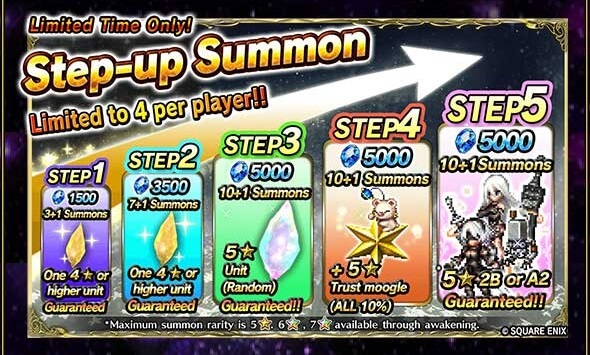 Limited Time Only!
Step-up Summon
Limited to 4 per player!!
STEP1
1500
3+1 Summons
One 4★ or
higher unit
Guaranteed
STEP2
3500
7+1 Summons
One 4★ or
higher unit
Guaranteed
STEP3
5000
10+1 Summons
5★
Unit
(Random)
Guaranteed!!
STEP4
5000
10+1 Summons
+ 5★
Trust moogle
(ALL 10%)
STEP5
5000
10+1 Summons
5★ 2B or A2
Guaranteed!!
*Maximum summon rarity is 5★. 6★, 7★ available through awakening.
© SQUARE ENIX